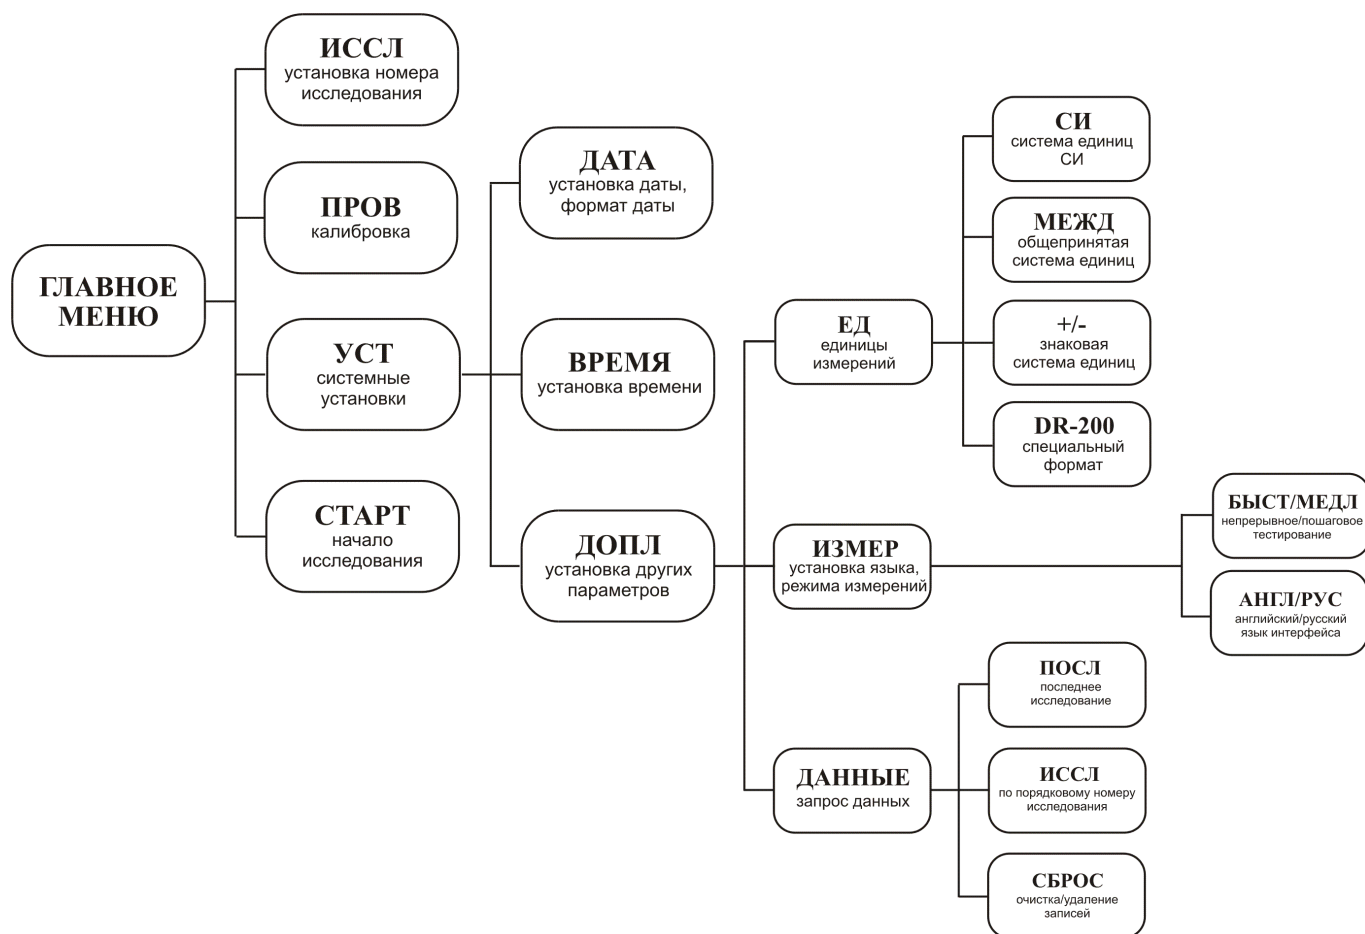 ГЛАВНОЕ
МЕНЮ
ИССЛ
установка номера
исследования
ПРОВ
калибровка
УСТ
системные
установки
СТАРТ
начало
исследования
ДАТА
установка даты,
формат даты
ВРЕМЯ
установка времени
ДОПЛ
установка других
параметров
ЕД
единицы
измерений
СИ
система единиц
СИ
МЕЖД
общепринятая
система единиц
+/-
знаковая
система единиц
DR-200
специальный
формат
ИЗМЕР
установка языка,
режима измерений
БЫСТ/МЕДЛ
непрерывное/пошаговое
тестирование
АНГЛ/РУС
английский/русский
язык интерфейса
ДАННЫЕ
запрос данных
ПОСЛ
последнее
исследование
ИССЛ
по порядковому номеру
исследования
СБРОС
очистка/удаление
записей